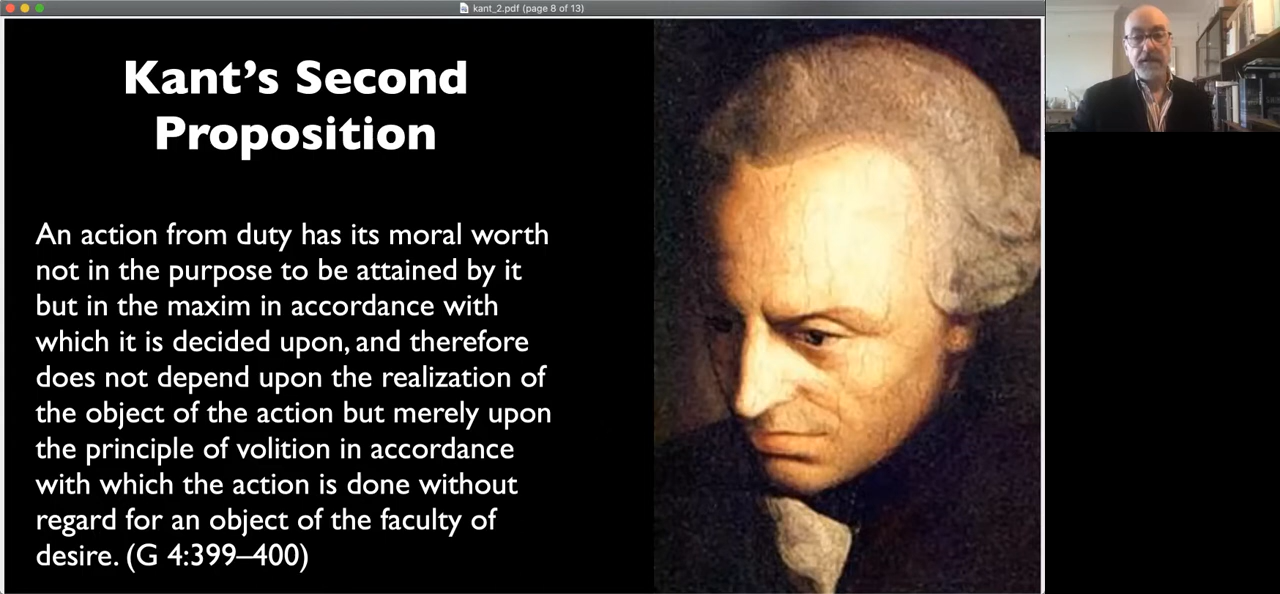 kant_2.pdf (page 8 of 13)
Kant’s Second
Proposition
An action from duty has its moral worth
not in the purpose to be attained by it
but in the maxim in accordance with
which it is decided upon, and therefore
does not depend upon the realization of
the object of the action but merely upon
the principle of volition in accordance
with which the action is done without
regard for an object of the faculty of
desire. (G 4:399–400)